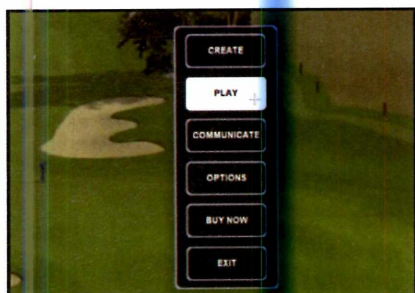 CREATE
PLAY
COMMUNICATE
OPTIONS
BUY NOW
EXIT